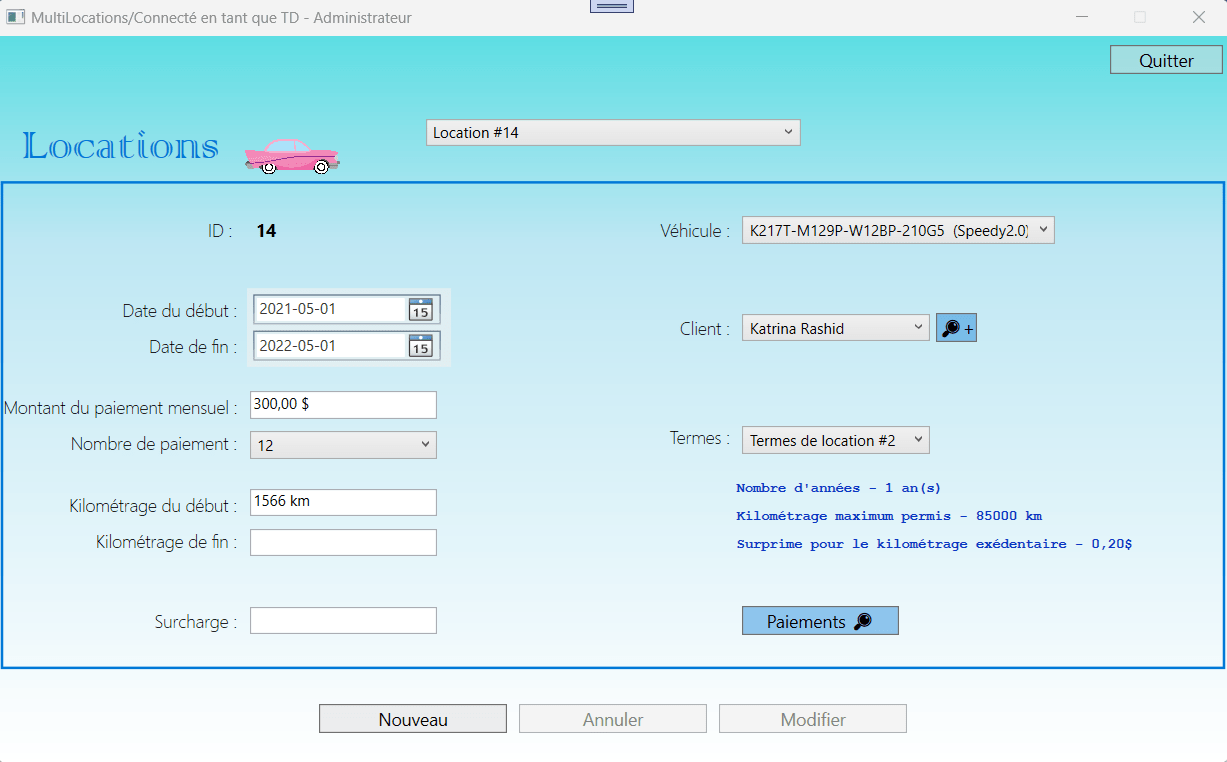 MultiLocations/Connecté en tant que TD - Administrateur
Quitter
Locations
Location #14
ID : 14
Véhicule : K217T-M129P-W12BP-210G5 (Speedy2.0)
Date du début : 2021-05-01 15
Date de fin : 2022-05-01 15
Client : Katrina Rashid +
Montant du paiement mensuel : 300,00 $
Nombre de paiement : 12
Termes : Termes de location #2
Nombre d'années - 1 an(s)
Kilométrage maximum permis - 85000 km
Surprime pour le kilométrage exédentaire - 0,20$
Kilométrage du début : 1566 km
Kilométrage de fin :
Surcharge :
Paiements
Nouveau
Annuler
Modifier